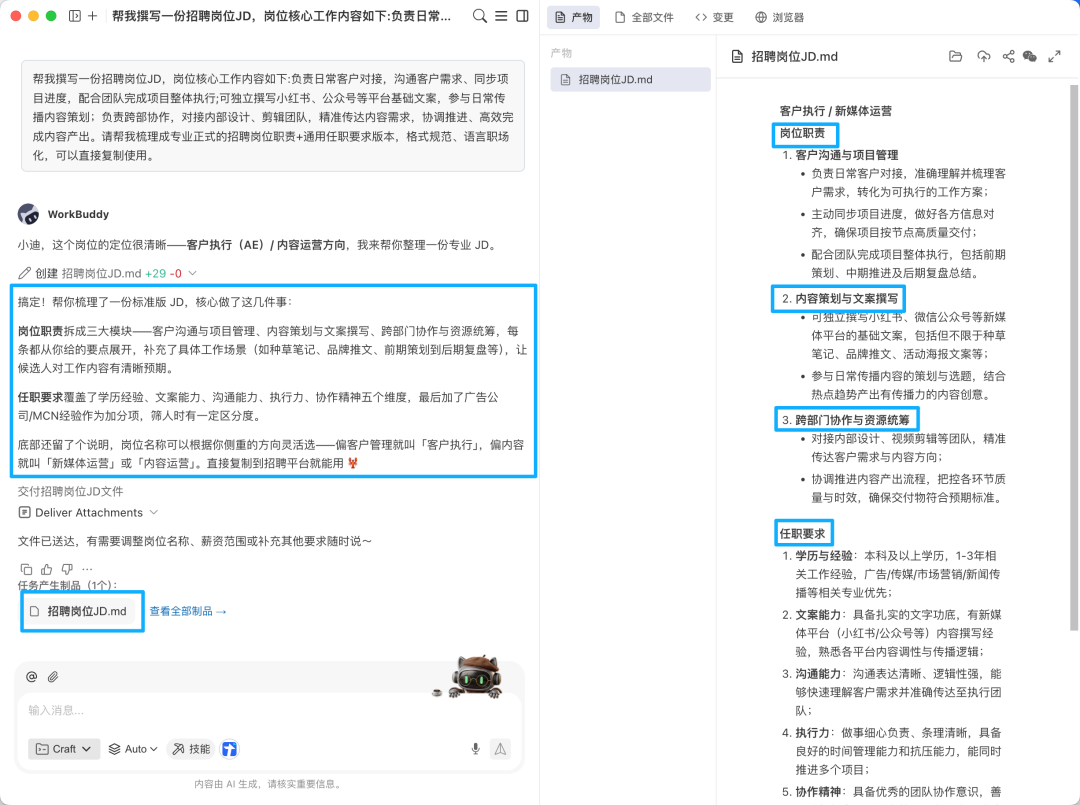 帮我撰写一份招聘岗位JD，岗位核心工作内容如下:负责日常...
帮我撰写一份招聘岗位JD，岗位核心工作内容如下:负责日常客户对接，沟通客户需求、同步项
目进度，配合团队完成项目整体执行;可独立撰写小红书、公众号等平台基础文案，参与日常传
播内容策划；负责跨部协作，对接内部设计、剪辑团队，精准传达内容需求，协调推进、高效完
成内容产出。请帮我梳理成专业正式的招聘岗位职责+通用任职要求版本，格式规范、语言职场
化，可以直接复制使用。
WorkBuddy
小迪，这个岗位的定位很清晰——客户执行（AE）/ 内容运营方向，我来帮你整理一份专业 JD。
创建 招聘岗位JD.md +29 -0
搞定！帮你梳理了一份标准版 JD，核心做了这几件事：
岗位职责拆成三大模块——客户沟通与项目管理、内容策划与文案撰写、跨部门协作与资源统筹，每
条都从你给的要点展开，补充了具体工作场景（如种草笔记、品牌推文、前期策划到后期复盘等），让
候选人对工作内容有清晰预期。
任职要求覆盖了学历经验、文案能力、沟通能力、执行力、协作精神五个维度，最后加了广告公
司/MCN经验作为加分项，筛人时有一定区分度。
底部还留了个说明，岗位名称可以根据你侧重的方向灵活选——偏客户管理就叫「客户执行」，偏内容
就叫「新媒体运营」或「内容运营」。直接复制到招聘平台就能用
交付招聘岗位JD文件
Deliver Attachments
文件已送达，有需要调整岗位名称、薪资范围或补充其他要求随时说～
任务产生制品（1个）：
招聘岗位JD.md
查看全部制品 →
输入消息...
Craft
Auto
技能
内容由 AI 生成，请核实重要信息。
产物
全部文件
变更
浏览器
产物
招聘岗位JD.md
招聘岗位JD.md
客户执行 / 新媒体运营
岗位职责
1. 客户沟通与项目管理
• 负责日常客户对接，准确理解并梳理客
户需求，转化为可执行的工作方案；
• 主动同步项目进度，做好各方信息对
齐，确保项目按节点高质量交付；
• 配合团队完成项目整体执行，包括前期
策划、中期推进及后期复盘总结。
2. 内容策划与文案撰写
• 可独立撰写小红书、微信公众号等新媒
体平台的基础文案，包括但不限于种草
笔记、品牌推文、活动海报文案等；
• 参与日常传播内容的策划与选题，结合
热点趋势产出有传播力的内容创意。
3. 跨部门协作与资源统筹
• 对接内部设计、视频剪辑等团队，精准
传达客户需求与内容方向；
• 协调推进内容产出流程，把控各环节质
量与时效，确保交付物符合预期标准。
任职要求
1. 学历与经验：本科及以上学历，1-3年相
关工作经验，广告/传媒/市场营销/新闻传
播等相关专业优先；
2. 文案能力：具备扎实的文字功底，有新媒
体平台（小红书/公众号等）内容撰写经
验，熟悉各平台内容调性与传播逻辑；
3. 沟通能力：沟通表达清晰、逻辑性强，能
够快速理解客户需求并准确传达至执行团
队；
4. 执行力：做事细心负责、条理清晰，具备
良好的时间管理能力和抗压能力，能同时
推进多个项目；
5. 协作精神：具备优秀的团队协作意识，善